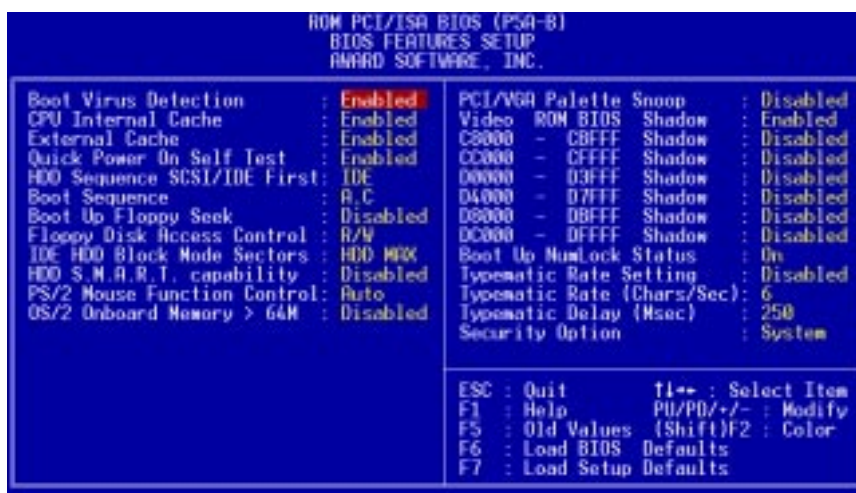 ROM PCI/ISA BIOS (P5A-B)
BIOS FEATURES SETUP
AWARD SOFTWARE, INC.
Boot Virus Detection : Enabled
CPU Internal Cache : Enabled
External Cache : Enabled
Quick Power On Self Test : Enabled
HDD Sequence SCSI/IDE First: IDE
Boot Sequence : A,C
Boot Up Floppy Seek : Disabled
Floppy Disk Access Control : R/W
IDE HDD Block Mode Sectors : HDD MAX
HDD S.M.A.R.T. capability : Disabled
PS/2 Mouse Function Control: Auto
OS/2 Onboard Memory > 64M : Disabled
PCI/VGA Palette Snoop : Disabled
Video ROM BIOS Shadow : Enabled
C8000 - CBFFF Shadow : Disabled
CC000 - CFFFF Shadow : Disabled
D0000 - D3FFF Shadow : Disabled
D4000 - D7FFF Shadow : Disabled
D8000 - DBFFF Shadow : Disabled
DC000 - DFFFF Shadow : Disabled
Boot Up NumLock Status : On
Typematic Rate Setting : Disabled
Typematic Rate (Chars/Sec): 6
Typematic Delay (Msec) : 250
Security Option : System
ESC : Quit ↑↓→← : Select Item
F1 : Help PU/PD/+/- : Modify
F5 : Old Values (Shift)F2 : Color
F6 : Load BIOS Defaults
F7 : Load Setup Defaults